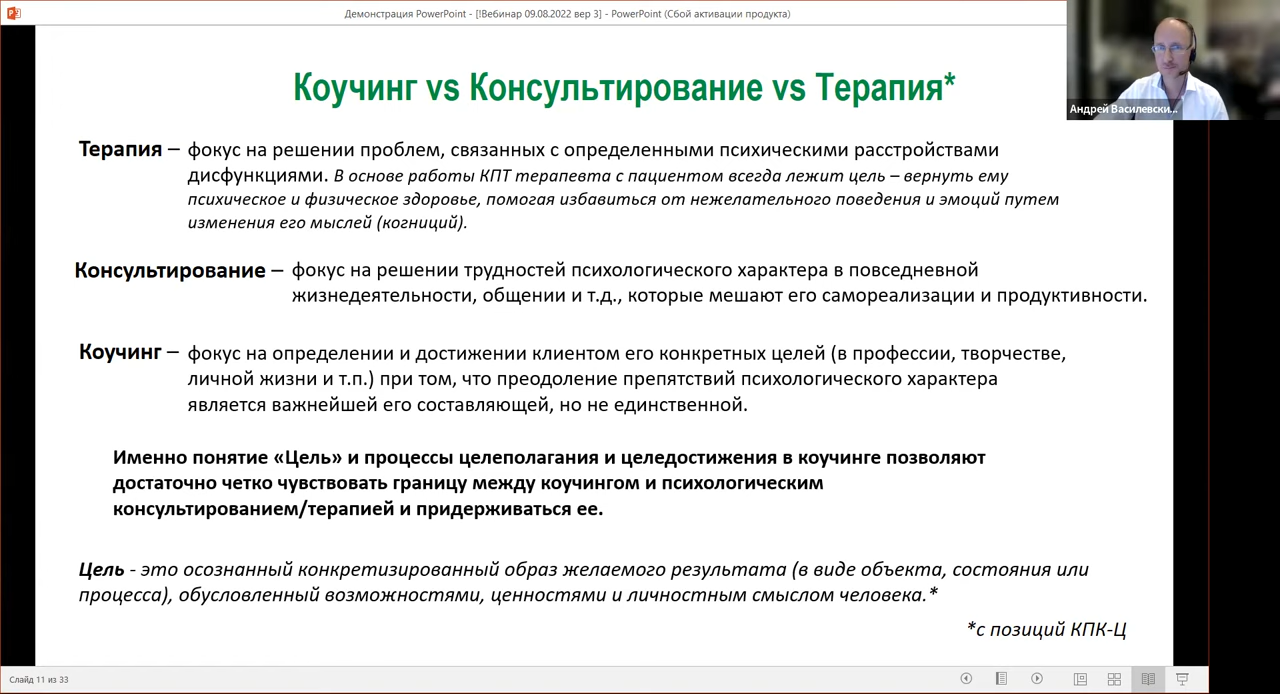 Демонстрация PowerPoint - [!Вебинар 09.08.2022 вер 3] - PowerPoint (Сбой активации продукта)
Андрей Василевски...
Коучинг vs Консультирование vs Терапия*
Терапия – фокус на решении проблем, связанных с определенными психическими расстройствами
дисфункциями. В основе работы КПТ терапевта с пациентом всегда лежит цель – вернуть ему
психическое и физическое здоровье, помогая избавиться от нежелательного поведения и эмоций путем
изменения его мыслей (когниций).
Консультирование – фокус на решении трудностей психологического характера в повседневной
жизнедеятельности, общении и т.д., которые мешают его самореализации и продуктивности.
Коучинг – фокус на определении и достижении клиентом его конкретных целей (в профессии, творчестве,
личной жизни и т.п.) при том, что преодоление препятствий психологического характера
является важнейшей его составляющей, но не единственной.
Именно понятие «Цель» и процессы целеполагания и целедостижения в коучинге позволяют
достаточно четко чувствовать границу между коучингом и психологическим
консультированием/терапией и придерживаться ее.
Цель - это осознанный конкретизированный образ желаемого результата (в виде объекта, состояния или
процесса), обусловленный возможностями, ценностями и личностным смыслом человека.*
*с позиций КПК-Ц
Слайд 11 из 33